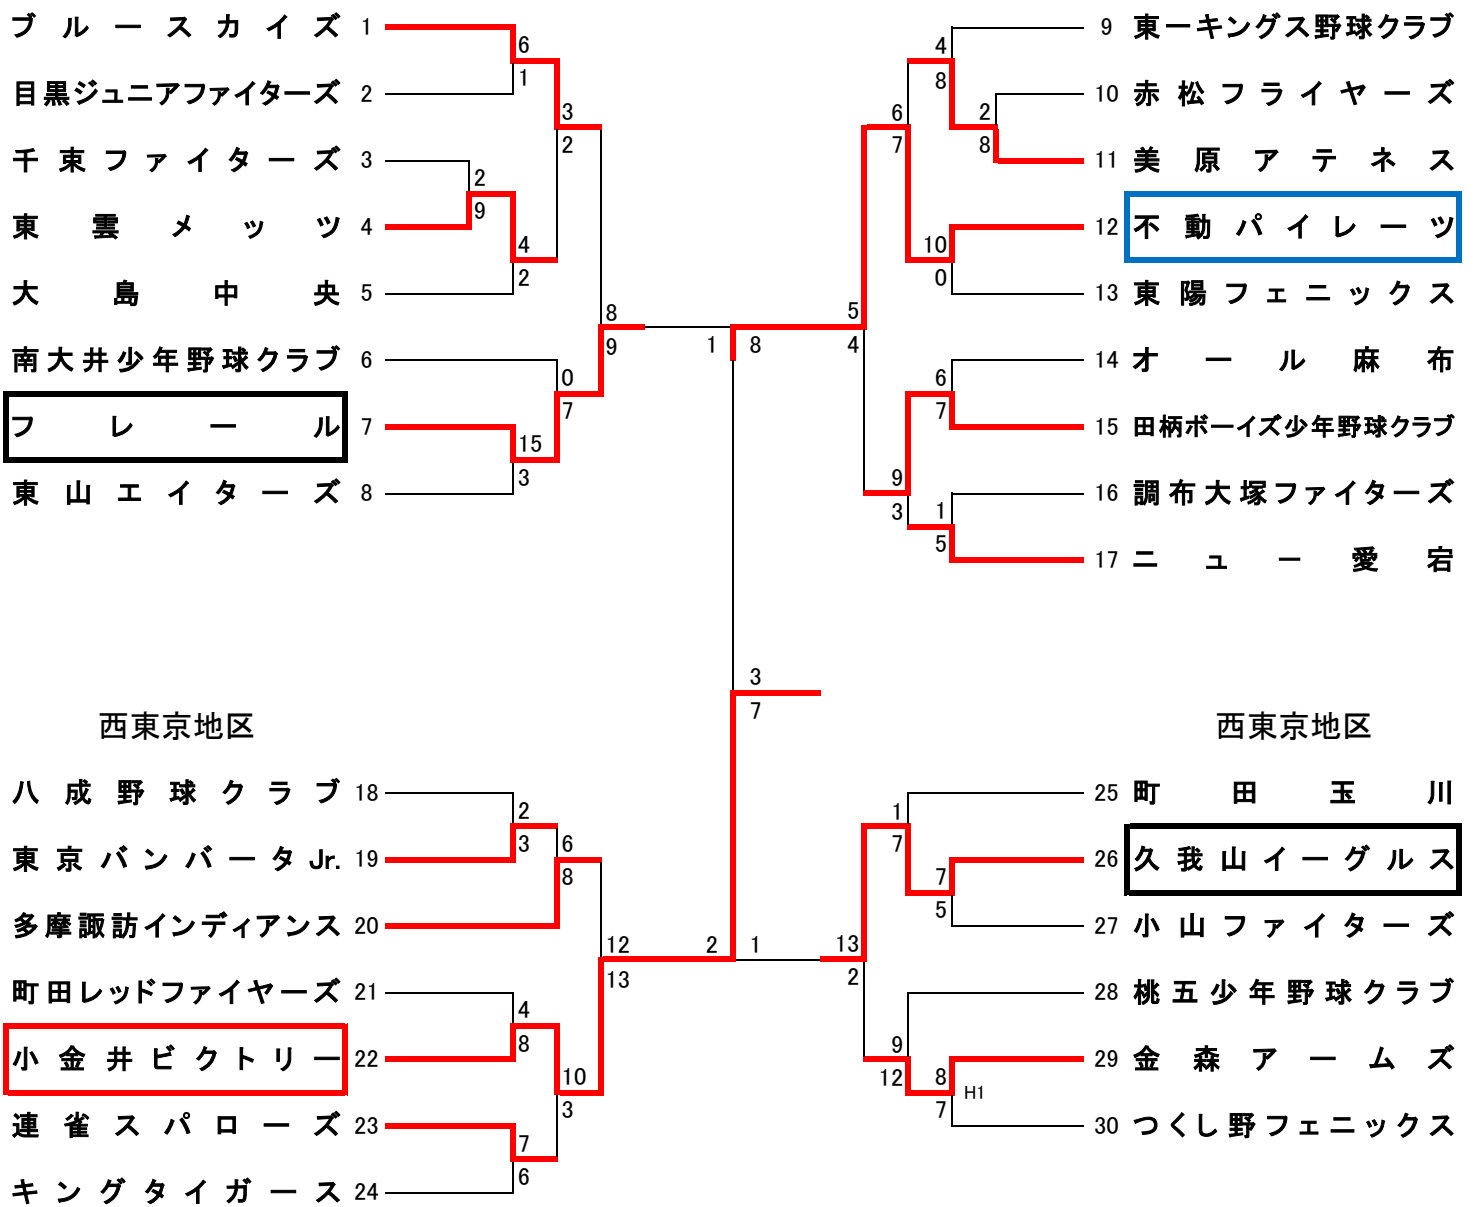 ブルースカイズ 1
6
1
目黒ジュニアファイターズ 2
3
2
千束ファイターズ 3
2
9
東雲メッツ 4
4
2
大島中央 5
8
9
南大井少年野球クラブ 6
0
7
フレール 7
15
3
東山エイターズ 8
9 東一キングス野球クラブ
4
8
10 赤松フライヤーズ
2
8
6
7
11 美原アテネス
12 不動パイレーツ
10
0
13 東陽フェニックス
5
4
1 8
14 オール麻布
6
7
15 田柄ボーイズ少年野球クラブ
9
3
16 調布大塚ファイターズ
1
5
17 ニュー愛宕
3
7
西東京地区
八成野球クラブ 18
2
3
東京バンバータJr. 19
6
8
多摩諏訪インディアンス 20
12
13
町田レッドファイヤーズ 21
4
8
小金井ビクトリー 22
10
3
連雀スパローズ 23
7
6
キングタイガース 24
2 1
西東京地区
25 町田玉川
1
7
26 久我山イーグルス
7
5
27 小山ファイターズ
13
2
28 桃五少年野球クラブ
9
12
29 金森アームズ
8
7
H1
30 つくし野フェニックス